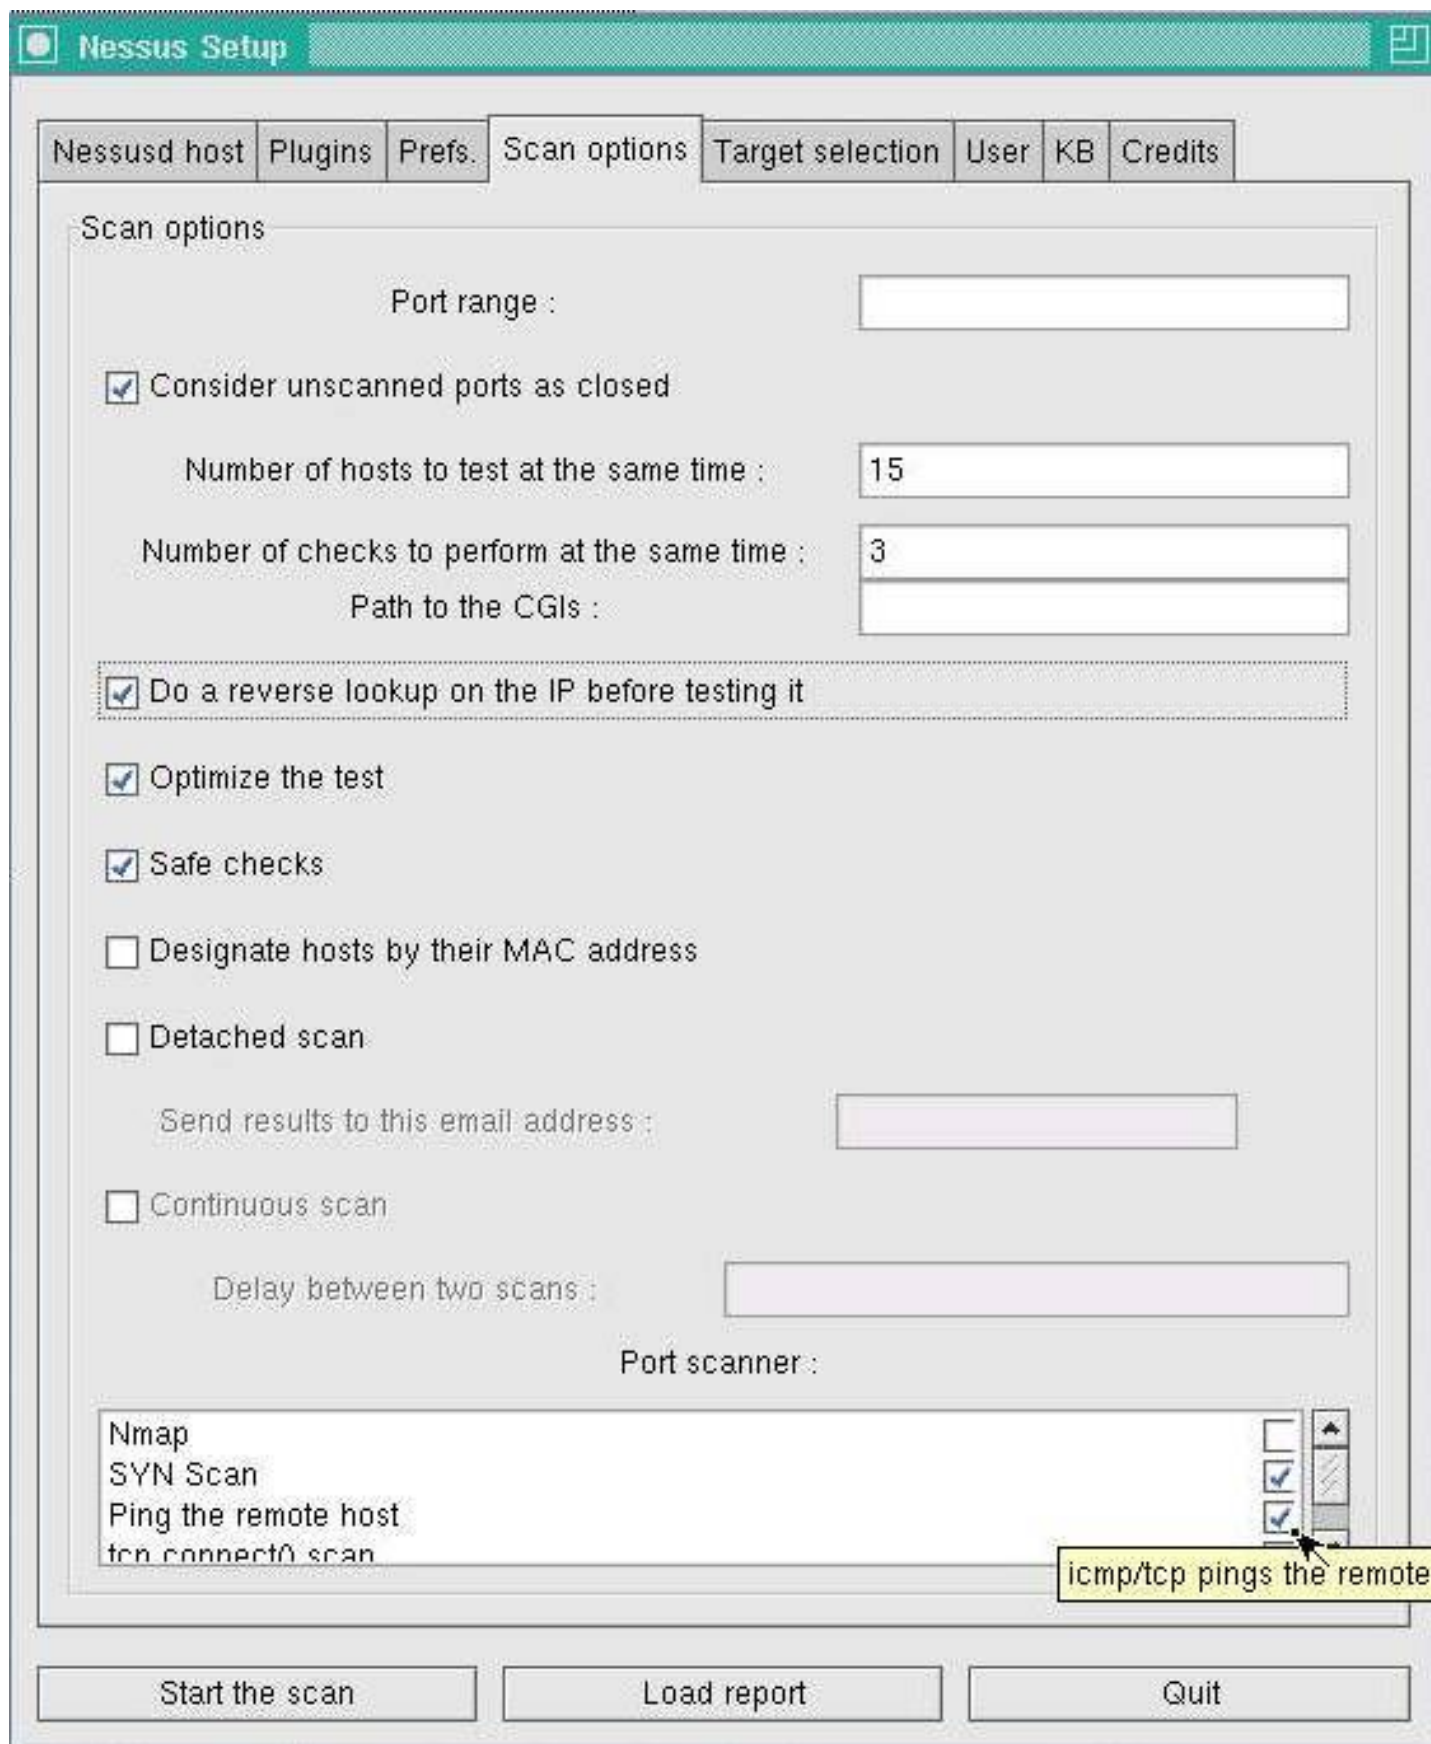 Nessus Setup
Nessusd host Plugins Prefs. Scan options Target selection User KB Credits
Scan options
Port range :
Consider unscanned ports as closed
Number of hosts to test at the same time : 15
Number of checks to perform at the same time : 3
Path to the CGIs :
Do a reverse lookup on the IP before testing it
Optimize the test
Safe checks
Designate hosts by their MAC address
Detached scan
Send results to this email address :
Continuous scan
Delay between two scans :
Port scanner :
Nmap
SYN Scan
Ping the remote host
tcp connect() scan
icmp/tcp pings the remote
Start the scan Load report Quit